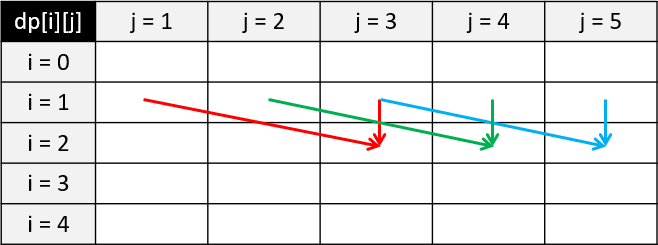 dp[i][j] j = 1 j = 2 j = 3 j = 4 j = 5
i = 0
i = 1
i = 2
i = 3
i = 4